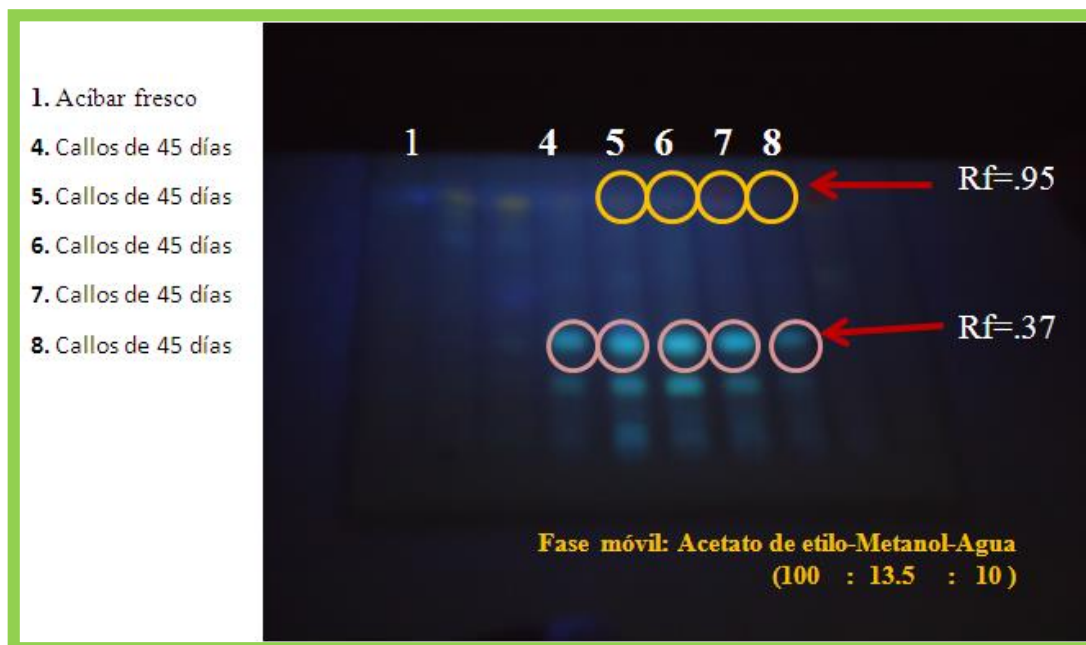 1. Acíbar fresco
4. Callos de 45 días
5. Callos de 45 días
6. Callos de 45 días
7. Callos de 45 días
8. Callos de 45 días
1 4 5 6 7 8
Rf=.95
Rf=.37
Fase móvil: Acetato de etilo-Metanol-Agua
(100 : 13.5 : 10 )